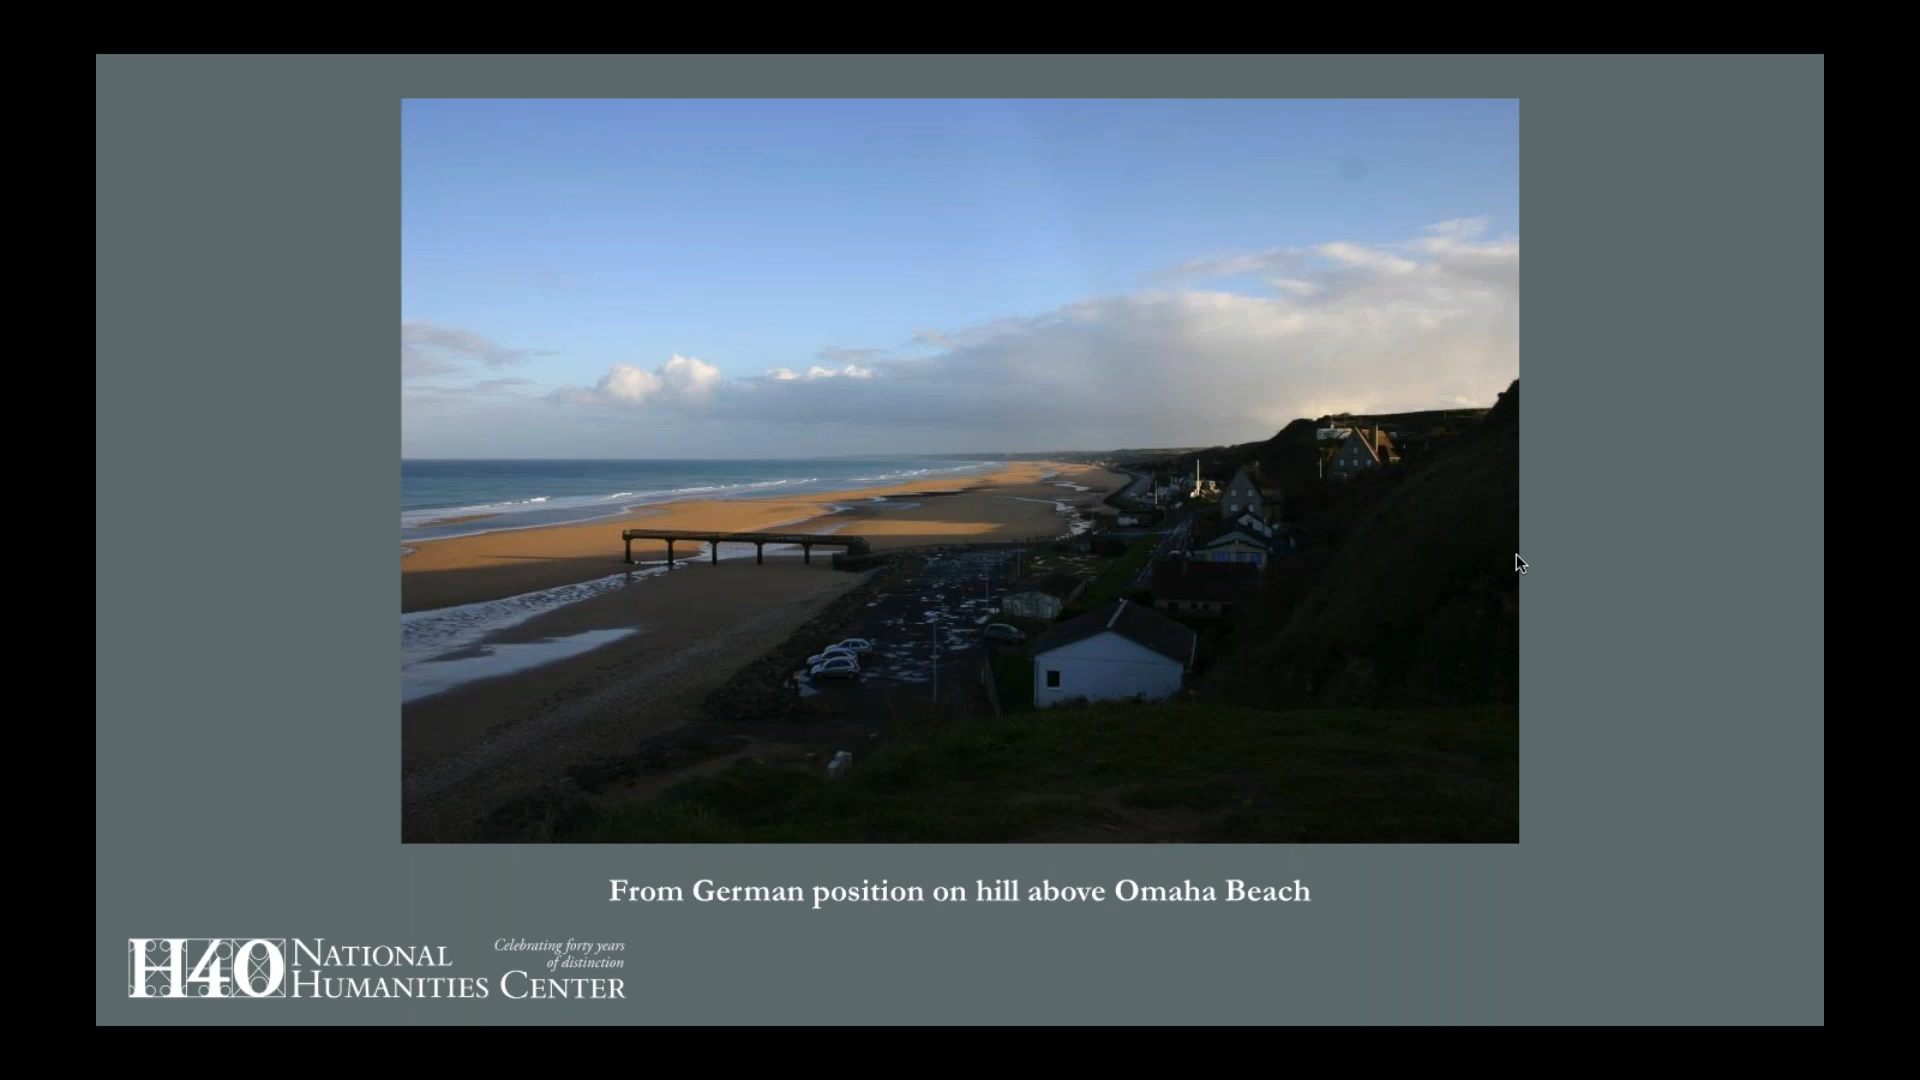 From German position on hill above Omaha Beach
H40 NATIONAL HUMANITIES CENTER
Celebrating forty years
of distinction